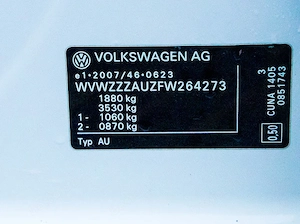 VOLKSWAGEN AG
e1*2007/46*0623
WVWZZZAUZFW264273
1880 kg
3530 kg
1- 1060 kg
2- 0870 kg
Typ AU
3
CUNA 1405
0851743
0,50